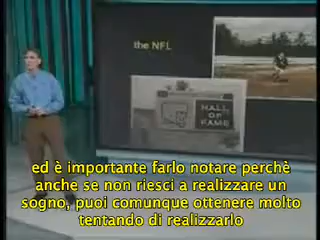 the NFL
HALL
OF
FAME
ed è importante farlo notare perchè
anche se non riesci a realizzare un
sogno, puoi comunque ottenere molto
tentando di realizzarlo